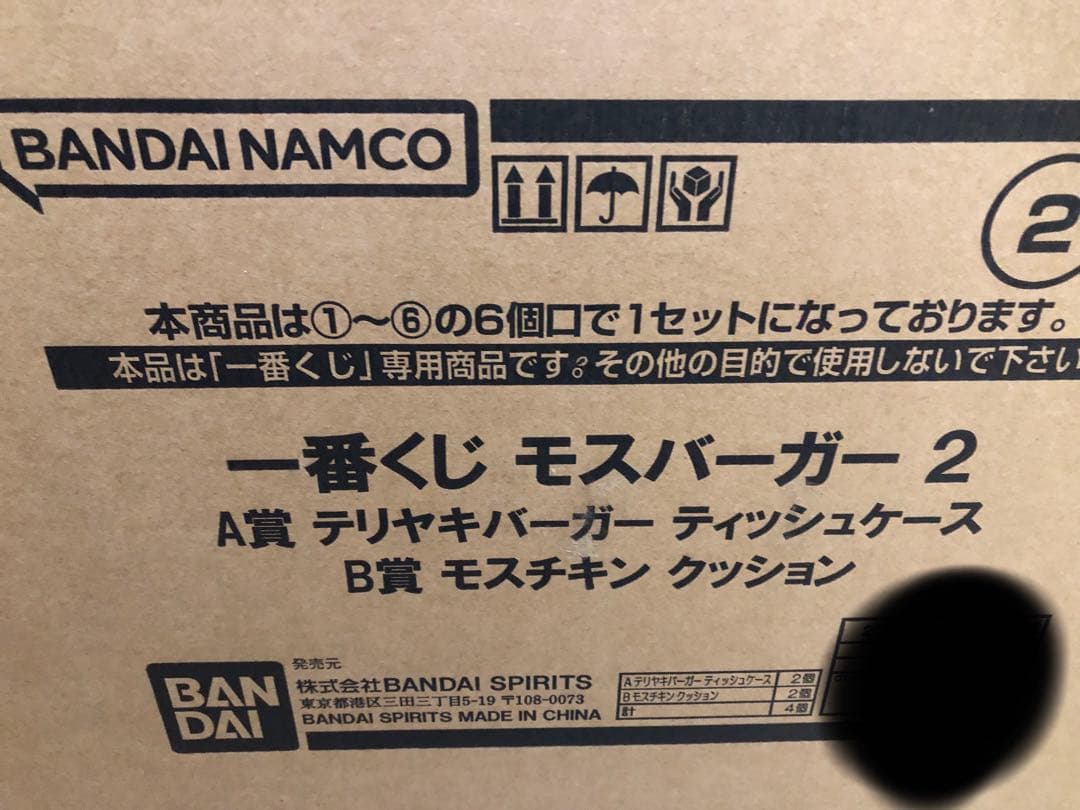 BANDAI NAMCO
2
本商品は①〜⑥の6個口で1セットになっております。
本品は「一番くじ」専用商品です。その他の目的で使用しないで下さい
一番くじ モスバーガー 2
A賞 テリヤキバーガー ティッシュケース
B賞 モスチキン クッション
BAN
DAI
発売元
株式会社BANDAI SPIRITS
東京都港区三田三丁目5-19 〒108-0073
BANDAI SPIRITS MADE IN CHINA
A テリヤキバーガー ティッシュケース 2個
B モスチキン クッション 2個
計 4個